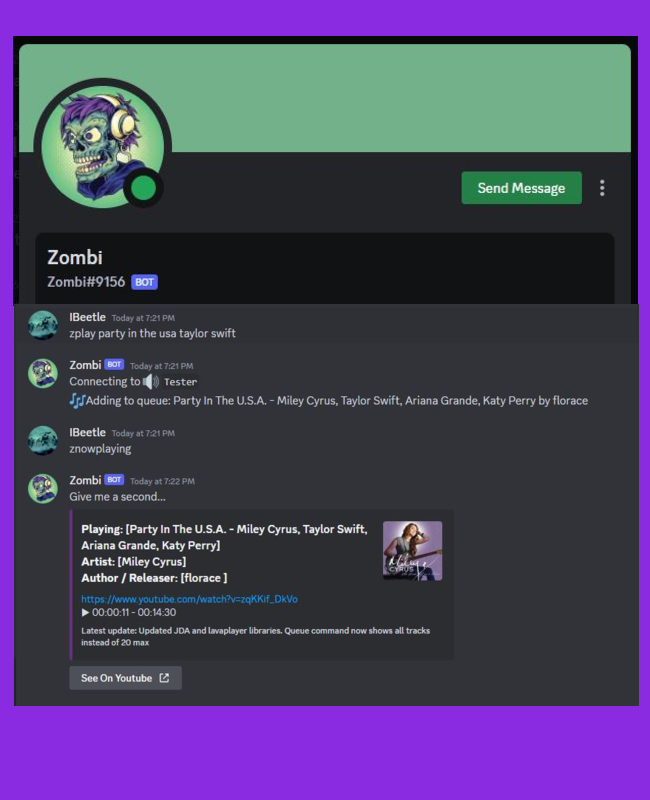 Send Message
Zombi
Zombi#9156 BOT
IBeetle Today at 7:21 PM
zplay party in the usa taylor swift
Zombi BOT Today at 7:21 PM
Connecting to Tester
Adding to queue: Party In The U.S.A. - Miley Cyrus, Taylor Swift, Ariana Grande, Katy Perry by florace
IBeetle Today at 7:21 PM
znowplaying
Zombi BOT Today at 7:22 PM
Give me a second...
Playing: [Party In The U.S.A. - Miley Cyrus, Taylor Swift,
Ariana Grande, Katy Perry]
Artist: [Miley Cyrus]
Author / Releaser: [florace ]
Miley
CYRUS
https://www.youtube.com/watch?v=zqKKif_DkVo
00:00:11 - 00:14:30
Latest update: Updated JDA and lavaplayer libraries. Queue command now shows all tracks
instead of 20 max
See On Youtube